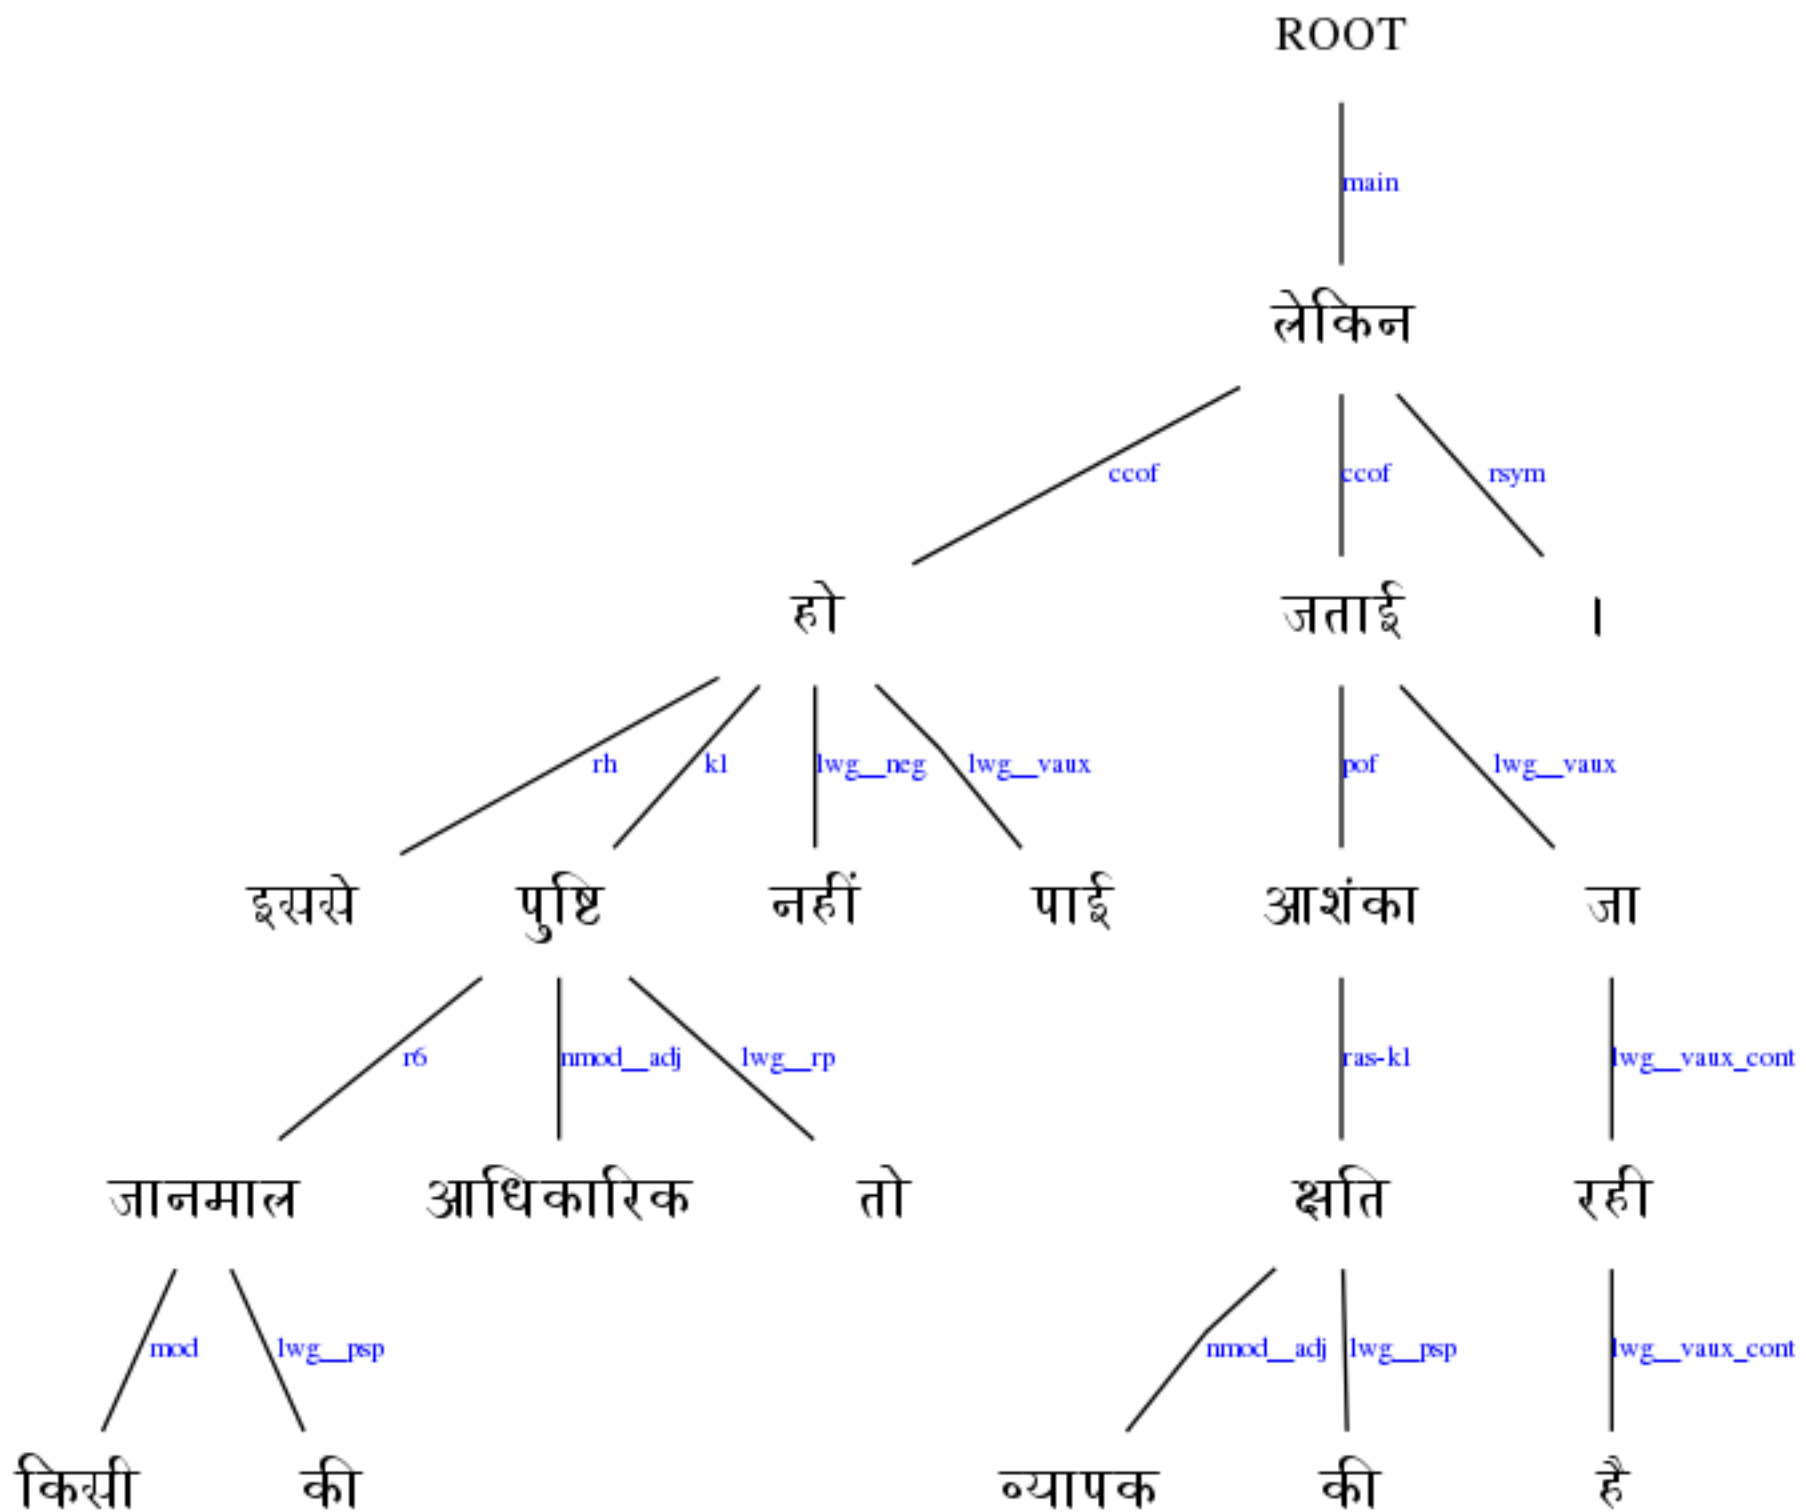 ROOT
main
लेकिन
ccof ccof rsym
हो जताई ।
rh k1 lwg__neg lwg__vaux pof lwg__vaux
इससे पुष्टि नहीं पाई आशंका जा
r6 nmod__adj lwg__rp ras-k1 lwg__vaux_cont
जानमाल आधिकारिक तो क्षति रही
mod lwg__psp nmod__adj lwg__psp lwg__vaux_cont
किसी की व्यापक की है